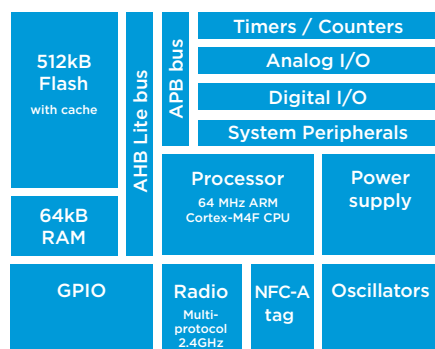 512kB
Flash
with cache
64kB
RAM
AHB Lite bus
APB bus
Timers / Counters
Analog I/O
Digital I/O
System Peripherals
Processor
64 MHz ARM
Cortex-M4F CPU
Power
supply
GPIO
Radio
Multi-
protocol
2.4GHz
NFC-A
tag
Oscillators